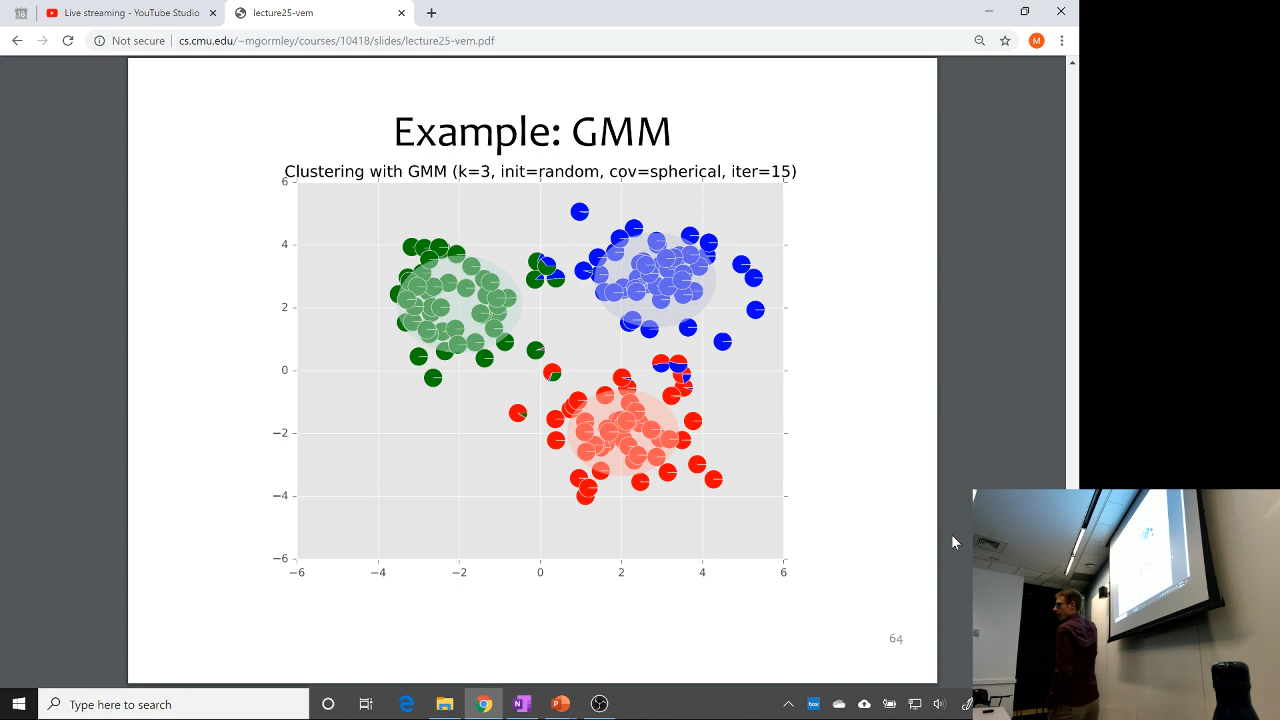 18
Live streaming - YouTube Studio
lecture25-vem
Not secure
cs.cmu.edu/~mgormley/courses/10418/slides/lecture25-vem.pdf
M
Example: GMM
Clustering with GMM (k=3, init=random, cov=spherical, iter=15)
6
4
2
0
−2
−4
−6
−6
−4
−2
0
2
4
6
64
Type here to search
box